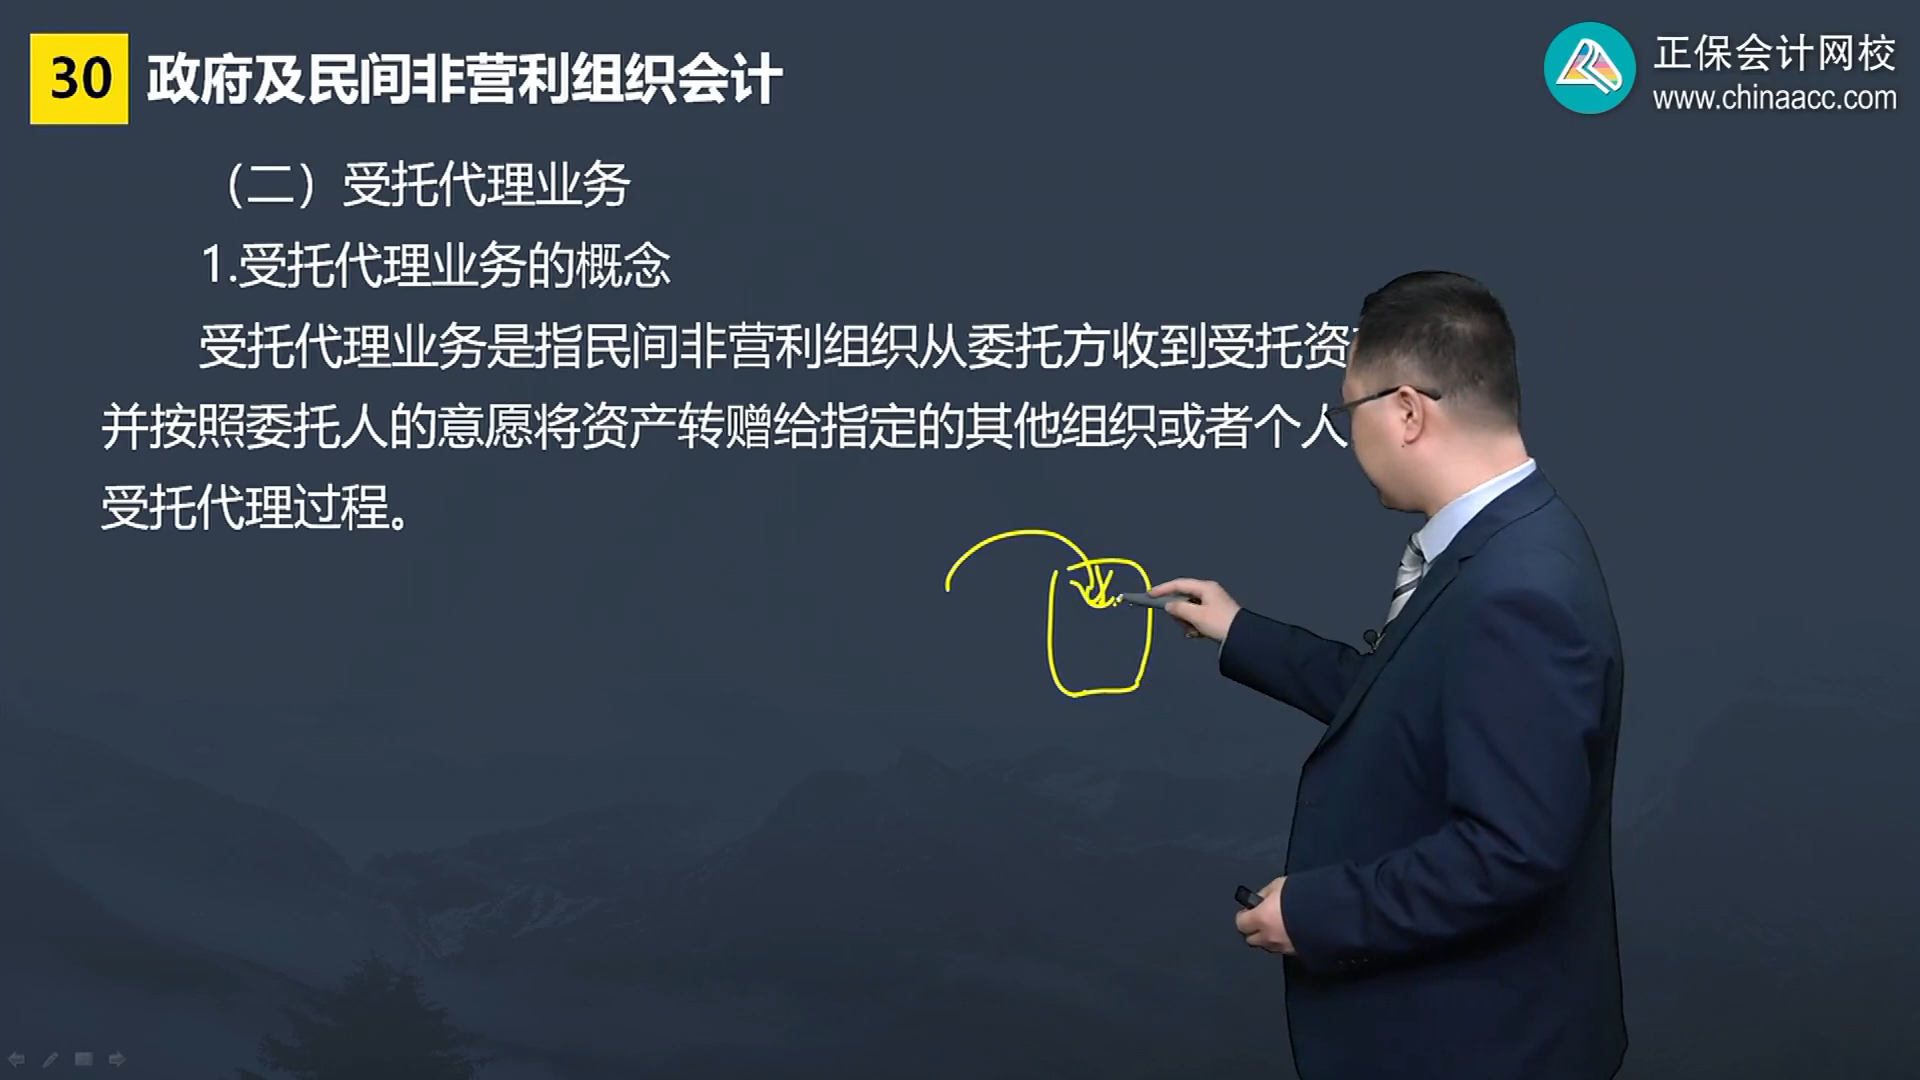 30 政府及民间非营利组织会计
正保会计网校
www.chinaacc.com
（二）受托代理业务
1.受托代理业务的概念
受托代理业务是指民间非营利组织从委托方收到受托资
并按照委托人的意愿将资产转赠给指定的其他组织或者个人
受托代理过程。